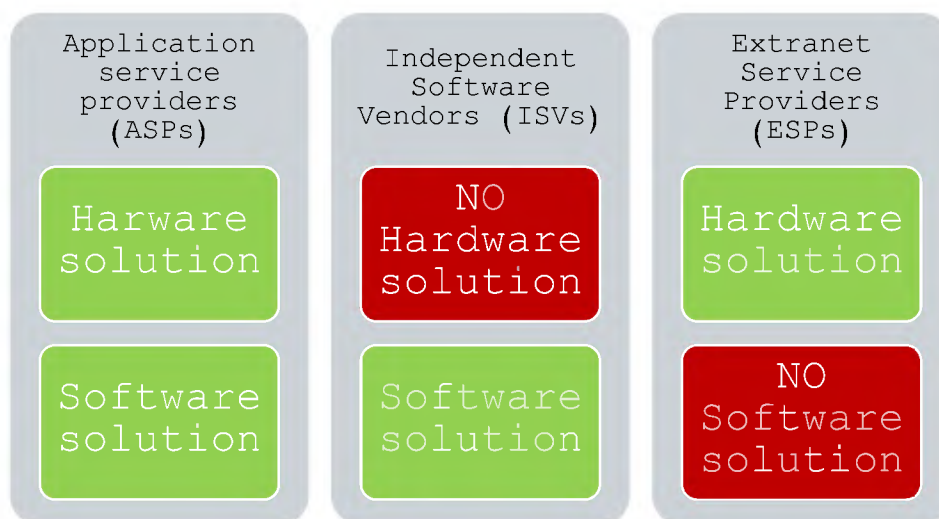 Application
service
providers
(ASPs)
Harware
solution
Software
solution
Independent
Software
Vendors (ISVs)
NO
Hardware
solution
Software
solution
Extranet
Service
Providers
(ESPs)
Hardware
solution
NO
Software
solution